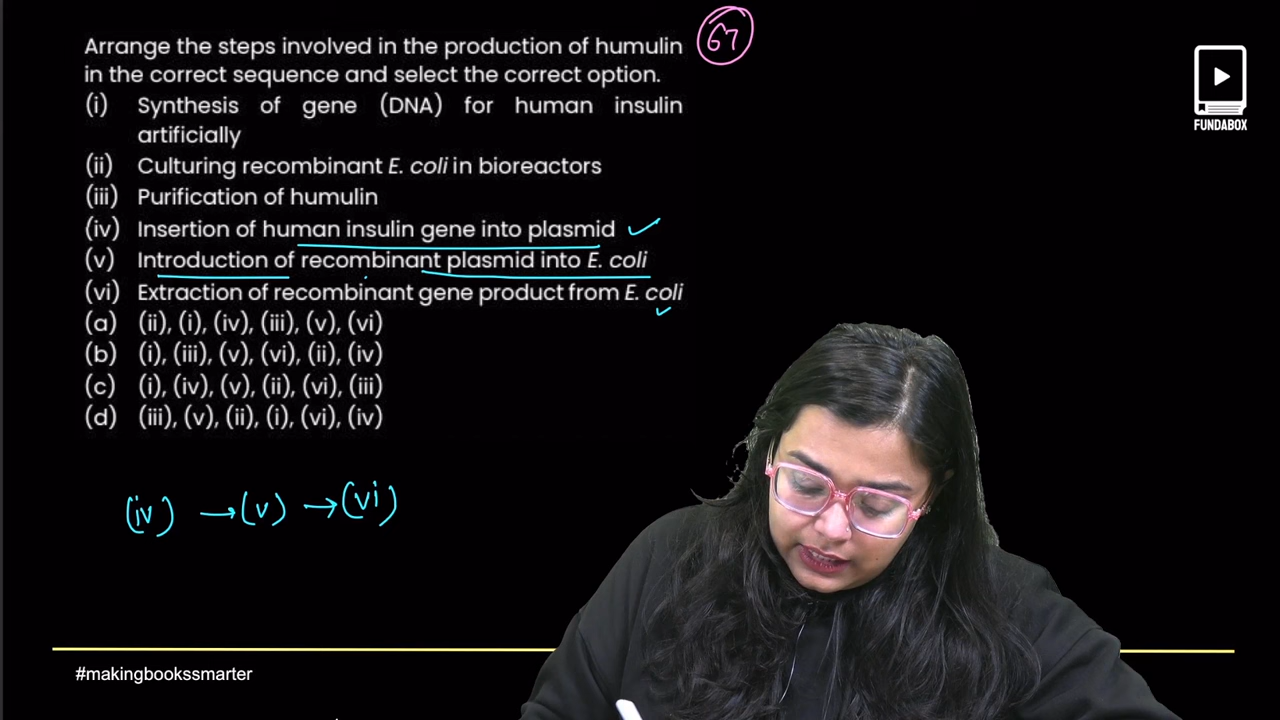 Arrange the steps involved in the production of humulin 67
in the correct sequence and select the correct option.
(i) Synthesis of gene (DNA) for human insulin
artificially
(ii) Culturing recombinant E. coli in bioreactors
(iii) Purification of humulin
(iv) Insertion of human insulin gene into plasmid
(v) Introduction of recombinant plasmid into E. coli
(vi) Extraction of recombinant gene product from E. coli
(a) (ii), (i), (iv), (iii), (v), (vi)
(b) (i), (iii), (v), (vi), (ii), (iv)
(c) (i), (iv), (v), (ii), (vi), (iii)
(d) (iii), (v), (ii), (i), (vi), (iv)
(iv) → (v) → (vi)
FUNDABOX
#makingbookssmarter